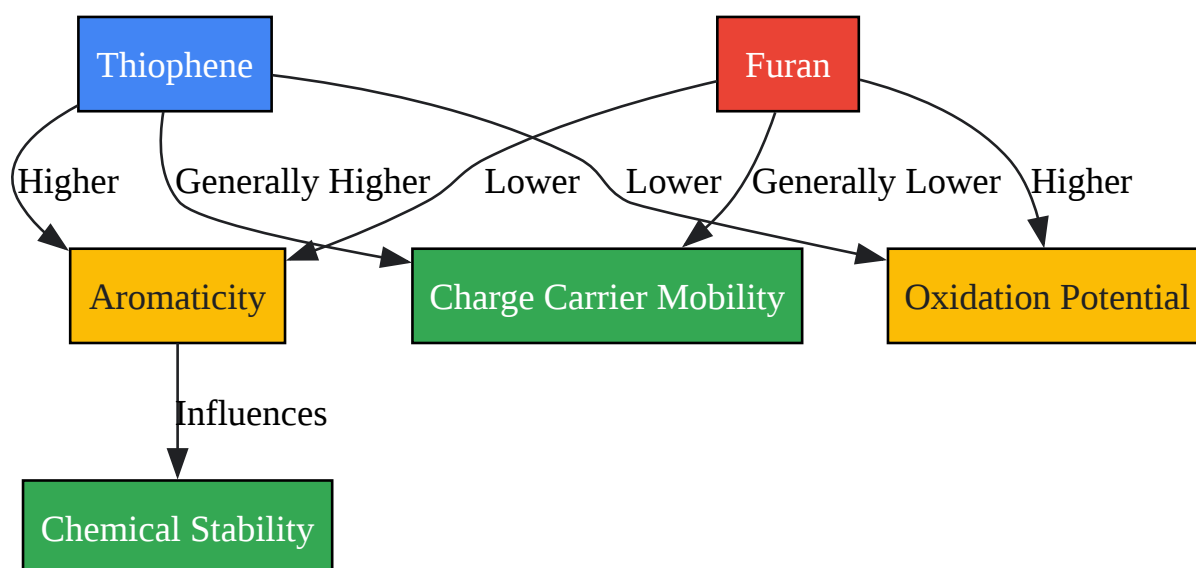 Thiophene
Furan
Higher
Generally Higher
Lower
Lower
Generally Lower
Higher
Aromaticity
Charge Carrier Mobility
Oxidation Potential
Influences
Chemical Stability